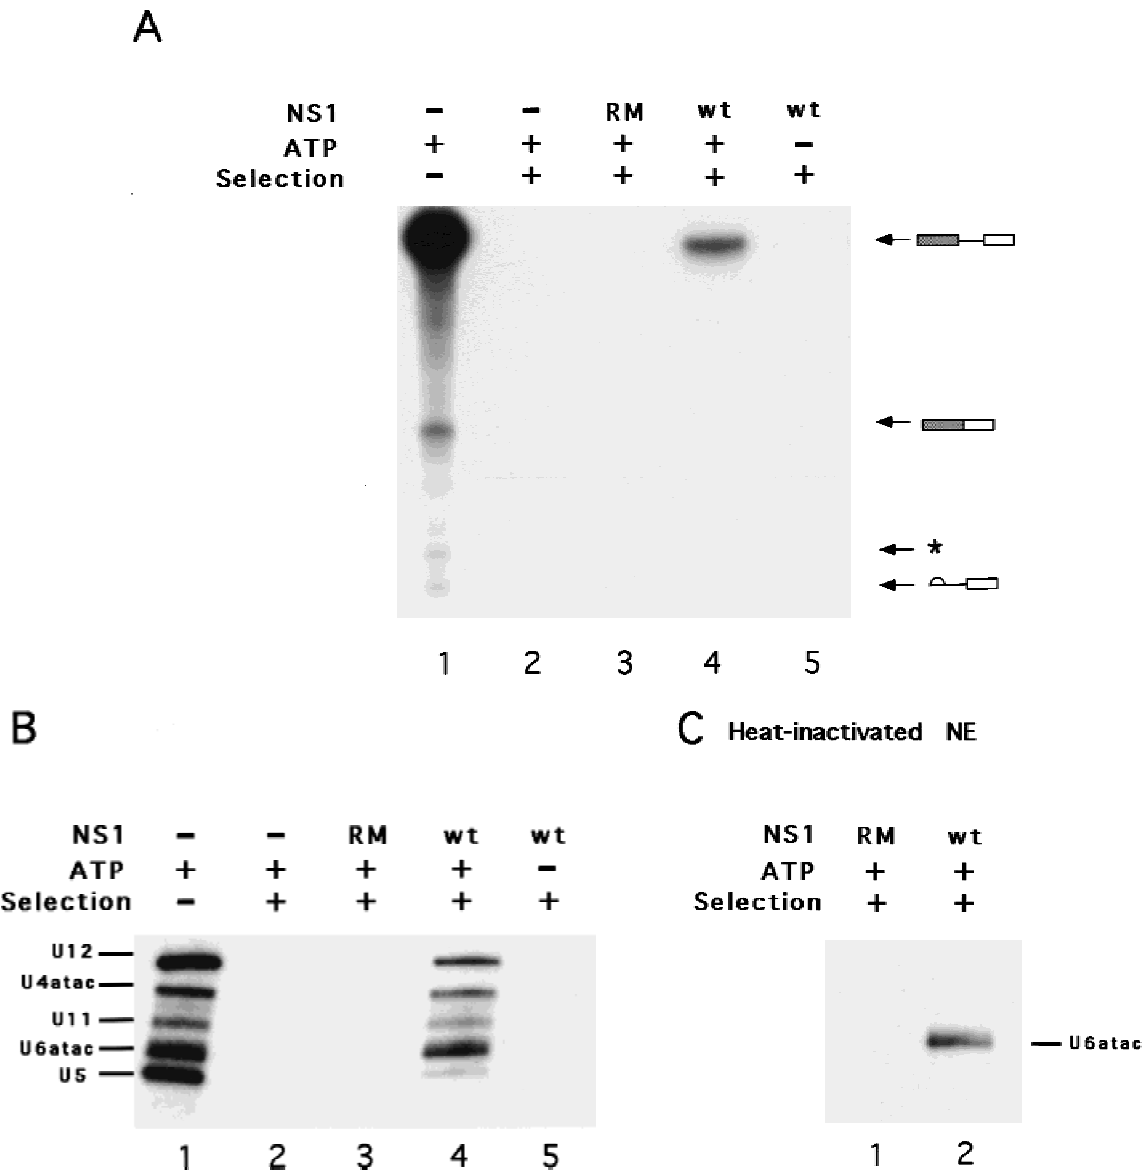 A
NS1 - - RM wt wt
ATP + + + + -
Selection - + + + +
*
1 2 3 4 5
B
NS1 - - RM wt wt
ATP + + + + -
Selection - + + + +
U12
U4atac
U11
U6atac
U5
1 2 3 4 5
C Heat-inactivated NE
NS1 RM wt
ATP + +
Selection + +
U6atac
1 2